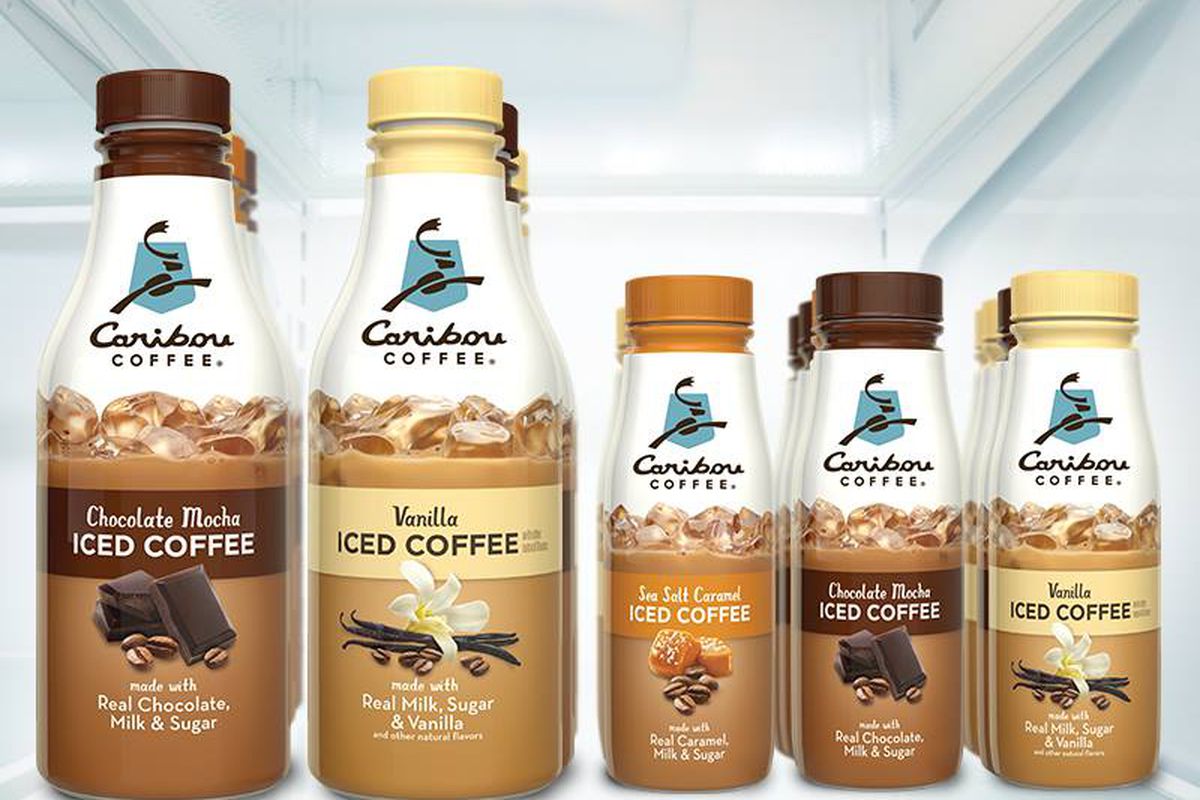 Caribou
COFFEE®
Chocolate Mocha
ICED COFFEE
made with
Real Chocolate,
Milk & Sugar
Caribou
COFFEE®
Vanilla
ICED COFFEE
made with
Real Milk, Sugar
& Vanilla
and other natural flavors
Caribou
COFFEE®
Sea Salt Caramel
ICED COFFEE
made with
Real Caramel,
Milk & Sugar
Caribou
COFFEE®
Chocolate Mocha
ICED COFFEE
made with
Real Chocolate,
Milk & Sugar
Caribou
COFFEE®
Vanilla
ICED COFFEE
made with
Real Milk, Sugar
& Vanilla
and other natural flavors